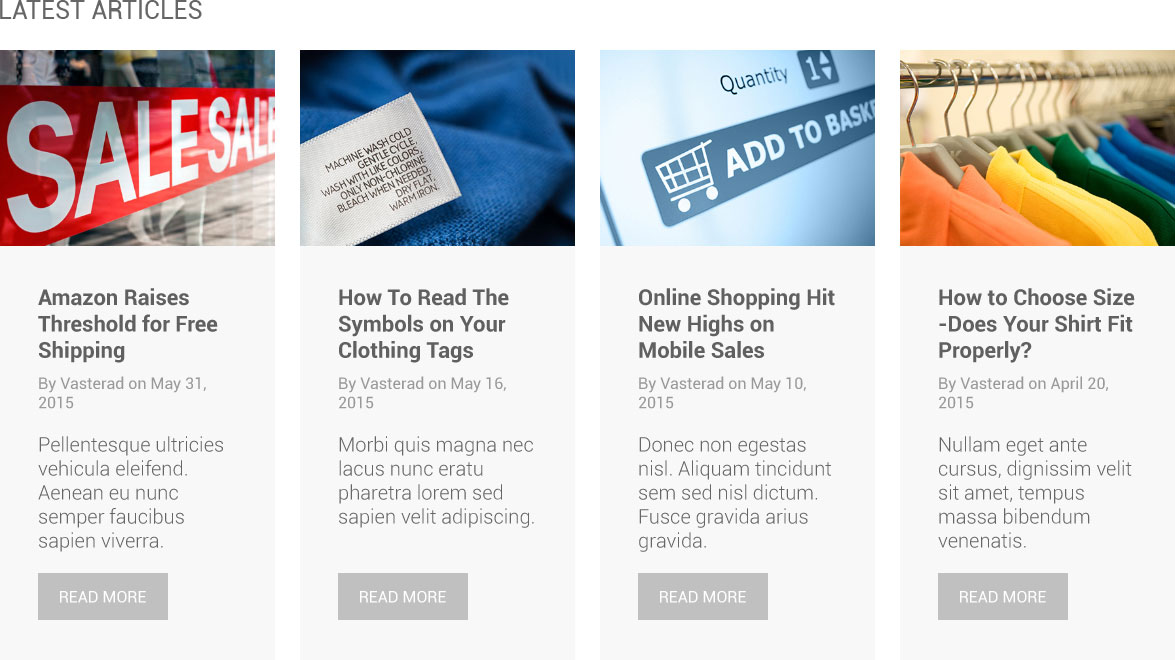 LATEST ARTICLES
SALE SALE
MACHINE WASH COLD
GENTLE CYCLE.
WASH WITH LIKE COLORS
ONLY NON-CHLORINE
BLEACH WHEN NEEDED.
DRY FLAT.
WARM IRON.
Quantity 1
ADD TO BASKE
Amazon Raises
Threshold for Free
Shipping
By Vasterad on May 31,
2015
Pellentesque ultricies
vehicula eleifend.
Aenean eu nunc
semper faucibus
sapien viverra.
READ MORE
How To Read The
Symbols on Your
Clothing Tags
By Vasterad on May 16,
2015
Morbi quis magna nec
lacus nunc eratu
pharetra lorem sed
sapien velit adipiscing.
READ MORE
Online Shopping Hit
New Highs on
Mobile Sales
By Vasterad on May 10,
2015
Donec non egestas
nisl. Aliquam tincidunt
sem sed nisl dictum.
Fusce gravida arius
gravida.
READ MORE
How to Choose Size
-Does Your Shirt Fit
Properly?
By Vasterad on April 20,
2015
Nullam eget ante
cursus, dignissim velit
sit amet, tempus
massa bibendum
venenatis.
READ MORE